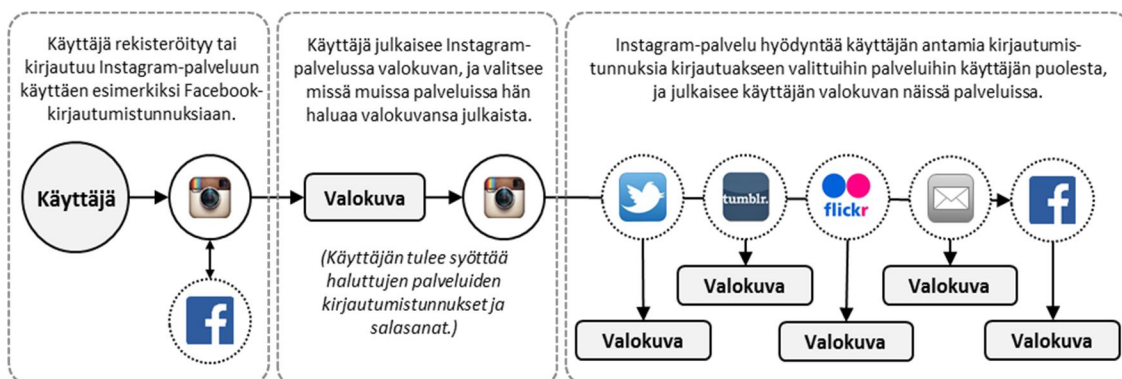 Käyttäjä rekisteröityy tai
kirjautuu Instagram-palveluun
käyttäen esimerkiksi Facebook-
kirjautumistunnuksiaan.
Käyttäjä
Käyttäjä julkaisee Instagram-
palvelussa valokuvan, ja valitsee
missä muissa palveluissa hän
haluaa valokuvansa julkaista.
Valokuva
(Käyttäjän tulee syöttää
haluttujen palveluiden
kirjautumistunnukset ja
salasanat.)
Instagram-palvelu hyödyntää käyttäjän antamia kirjautumis-
tunnuksia kirjautuakseen valittuihin palveluihin käyttäjän puolesta,
ja julkaisee käyttäjän valokuvan näissä palveluissa.
tumblr.
flickr
Valokuva
Valokuva
Valokuva
Valokuva
Valokuva